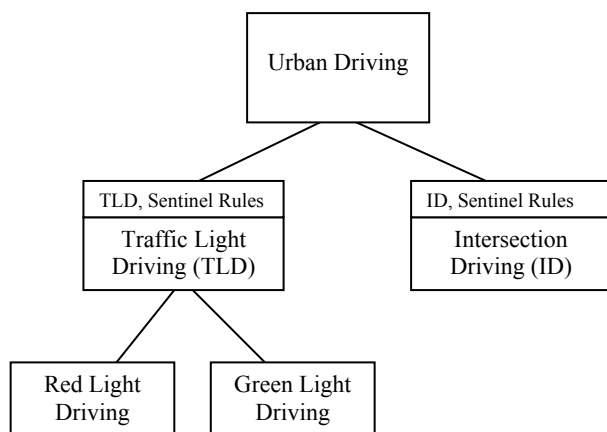 Urban Driving
TLD, Sentinel Rules
Traffic Light
Driving (TLD)
ID, Sentinel Rules
Intersection
Driving (ID)
Red Light
Driving
Green Light
Driving